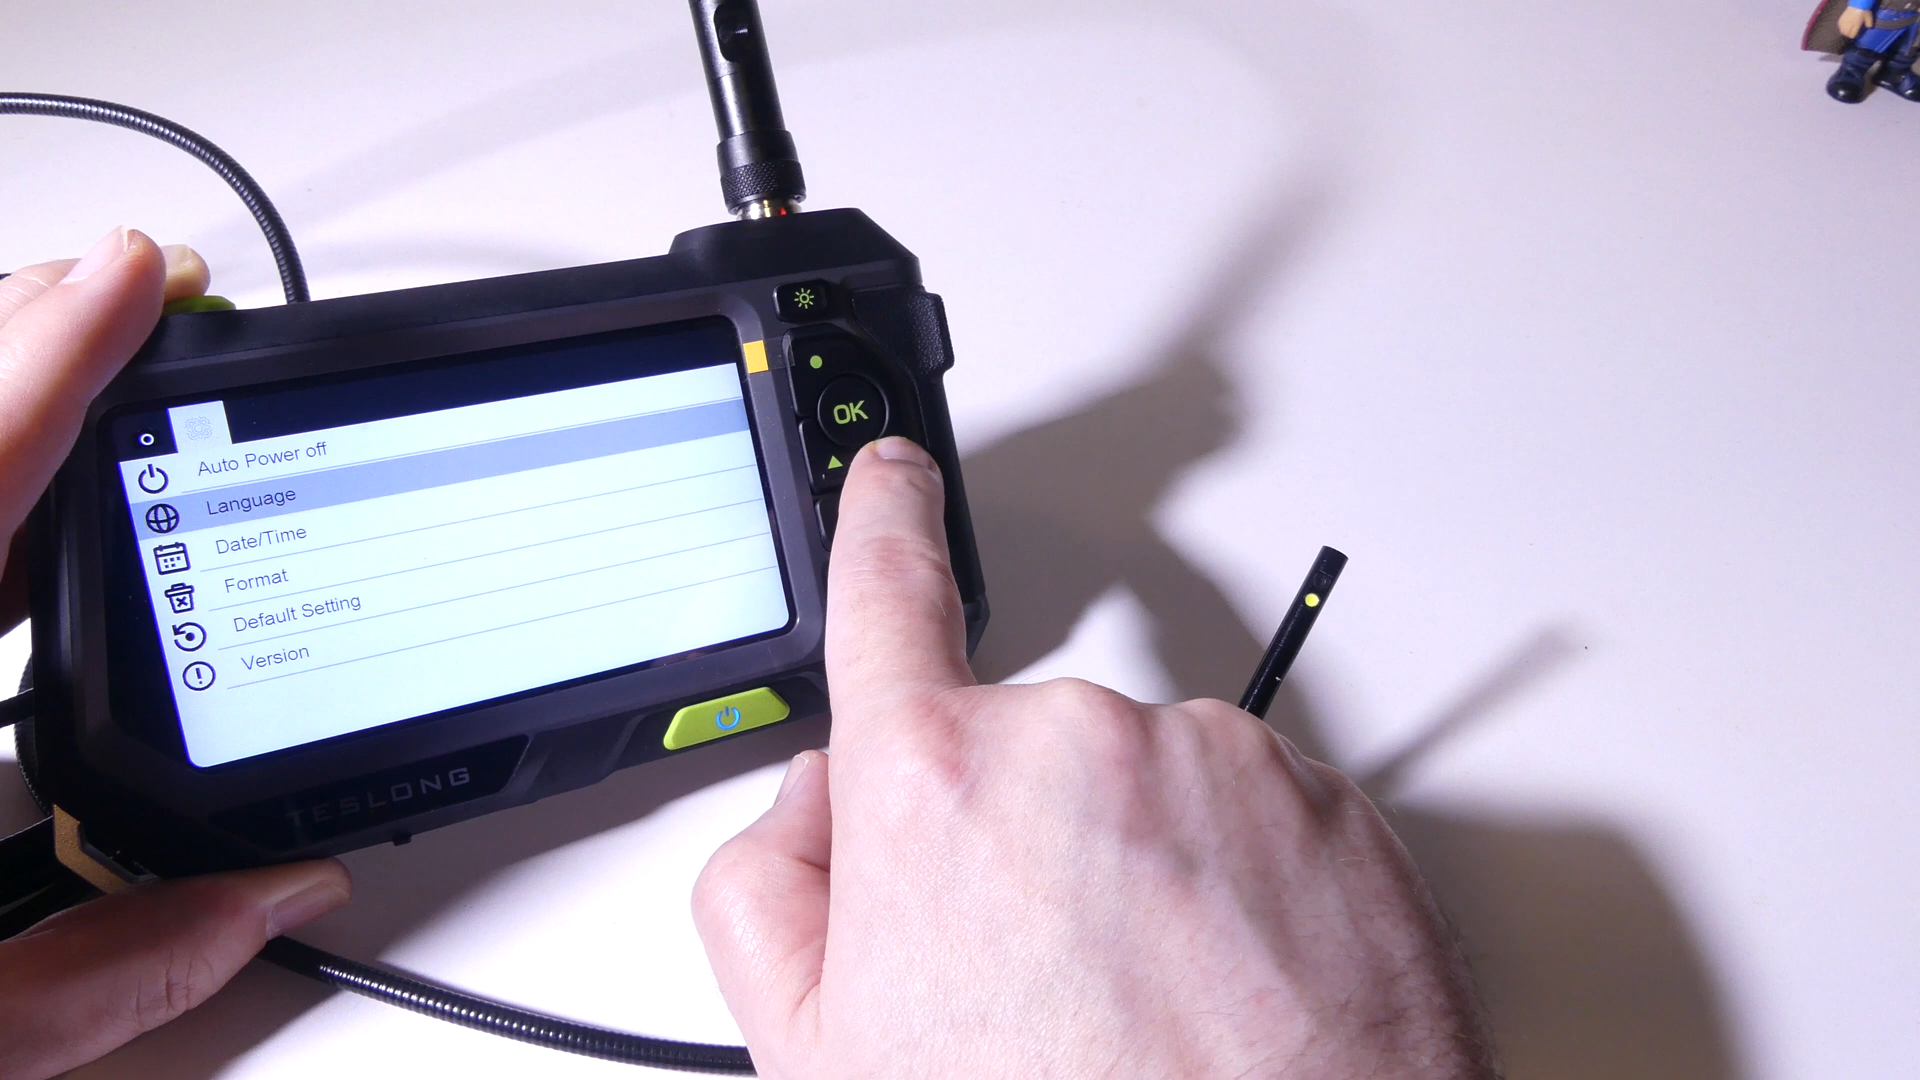 OK
Auto Power off
Language
Date/Time
Format
Default Setting
Version
TESLONG